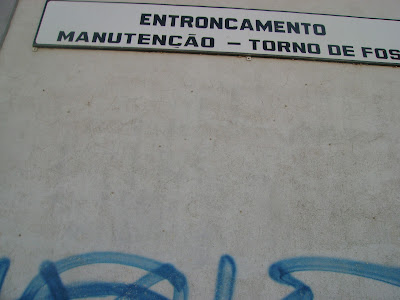 ENTRONCAMENTO
MANUTENÇÃO – TORNO DE FOS